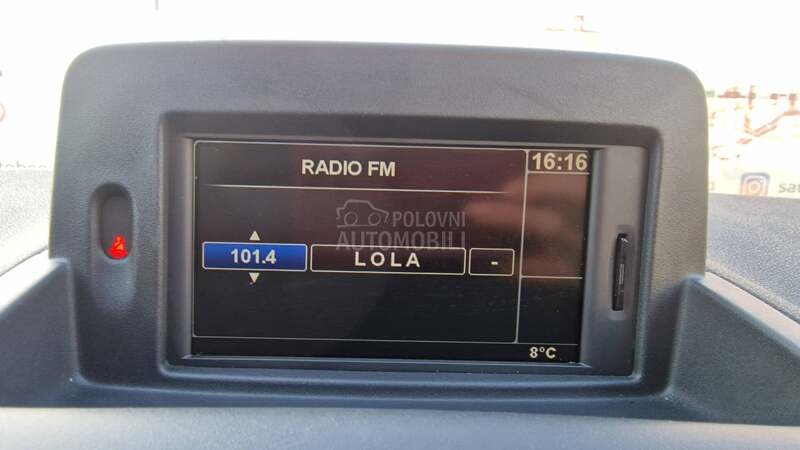 RADIO FM
16:16
POLOVNI
AUTOMOBILI
101.4
LOLA
-
8°C